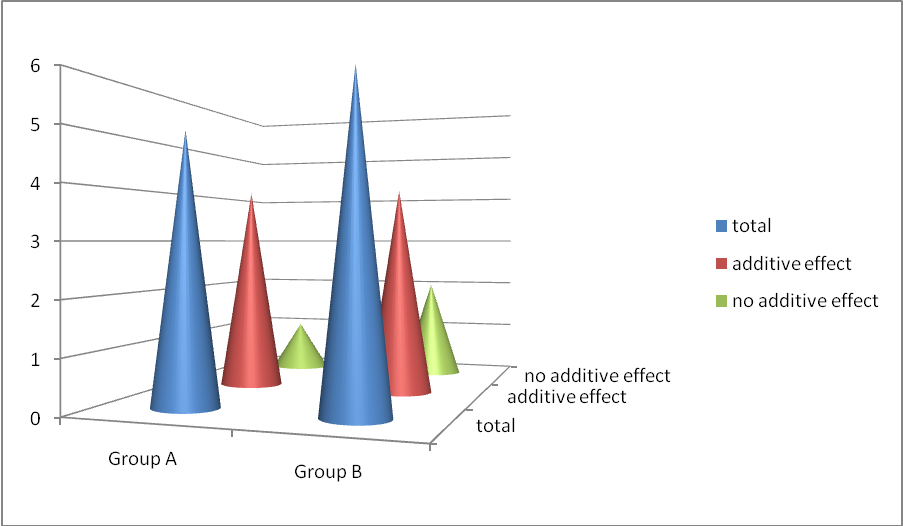 6
5
4
3
2
1
0
Group A
Group B
total
additive effect
no additive effect
total
additive effect
no additive effect